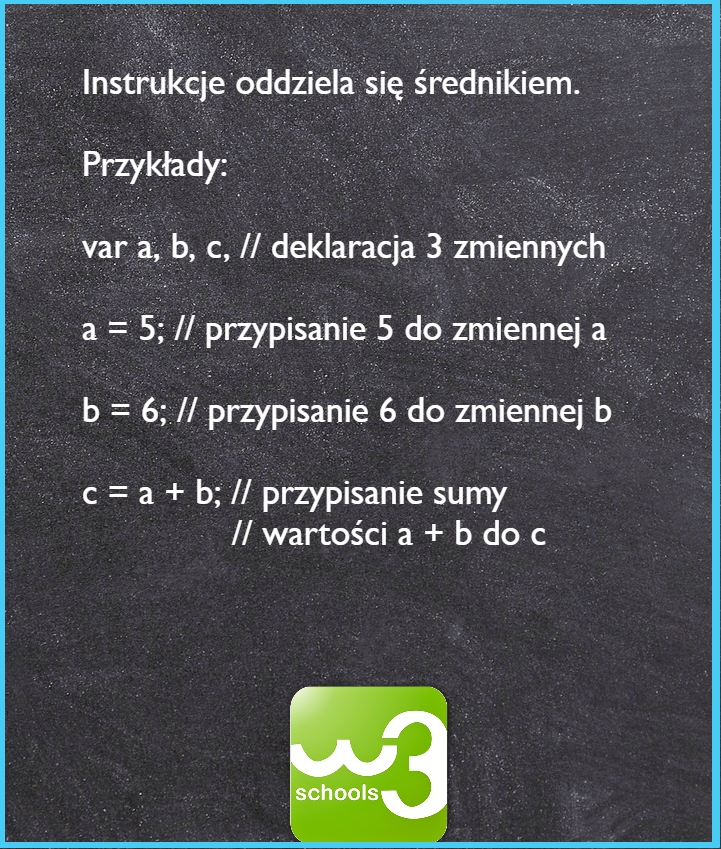 Instrukcje oddziela się średnikiem.
Przykłady:
var a, b, c, // deklaracja 3 zmiennych
a = 5; // przypisanie 5 do zmiennej a
b = 6; // przypisanie 6 do zmiennej b
c = a + b; // przypisanie sumy
// wartości a + b do c
w3
schools